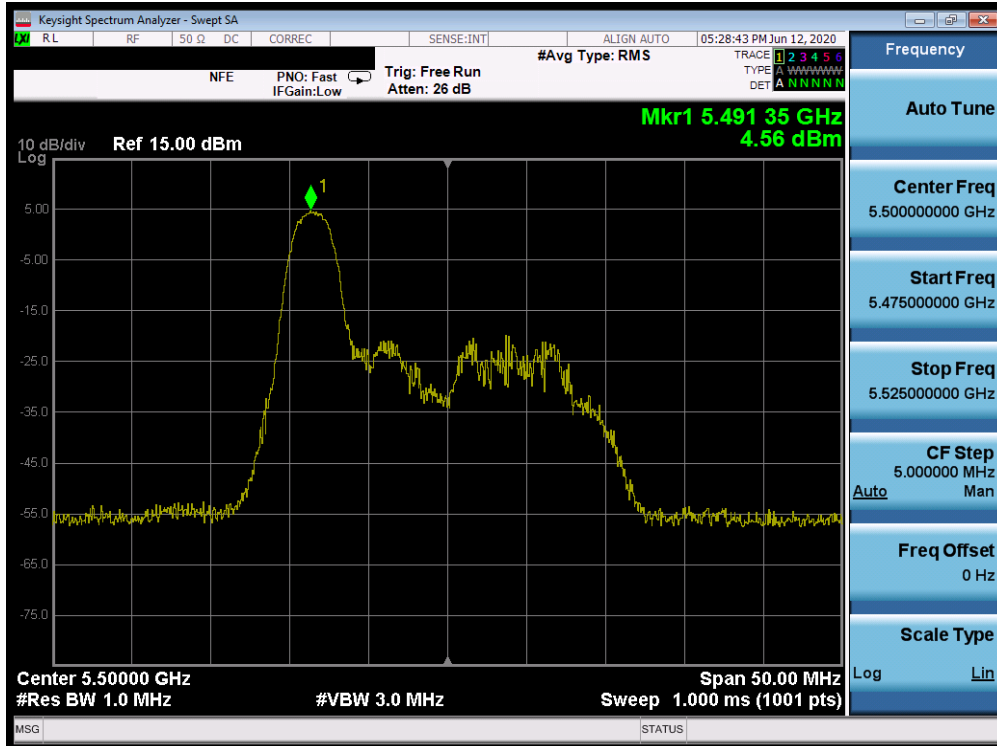 Keysight Spectrum Analyzer - Swept SA
LXI RL RF 50 Ω DC CORREC SENSE:INT ALIGN AUTO 05:28:43 PM Jun 12, 2020
#Avg Type: RMS TRACE 1 2 3 4 5 6
NFE PNO: Fast Trig: Free Run TYPE A WWWWWW
IFGain:Low Atten: 26 dB DET A N N N N N
Mkr1 5.491 35 GHz
10 dB/div Ref 15.00 dBm 4.56 dBm
Log
1
5.00
-5.00
-15.0
-25.0
-35.0
-45.0
-55.0
-65.0
-75.0
Center 5.50000 GHz Span 50.00 MHz
#Res BW 1.0 MHz #VBW 3.0 MHz Sweep 1.000 ms (1001 pts)
MSG STATUS
Frequency
Auto Tune
Center Freq
5.500000000 GHz
Start Freq
5.475000000 GHz
Stop Freq
5.525000000 GHz
CF Step
5.000000 MHz
Auto Man
Freq Offset
0 Hz
Scale Type
Log Lin